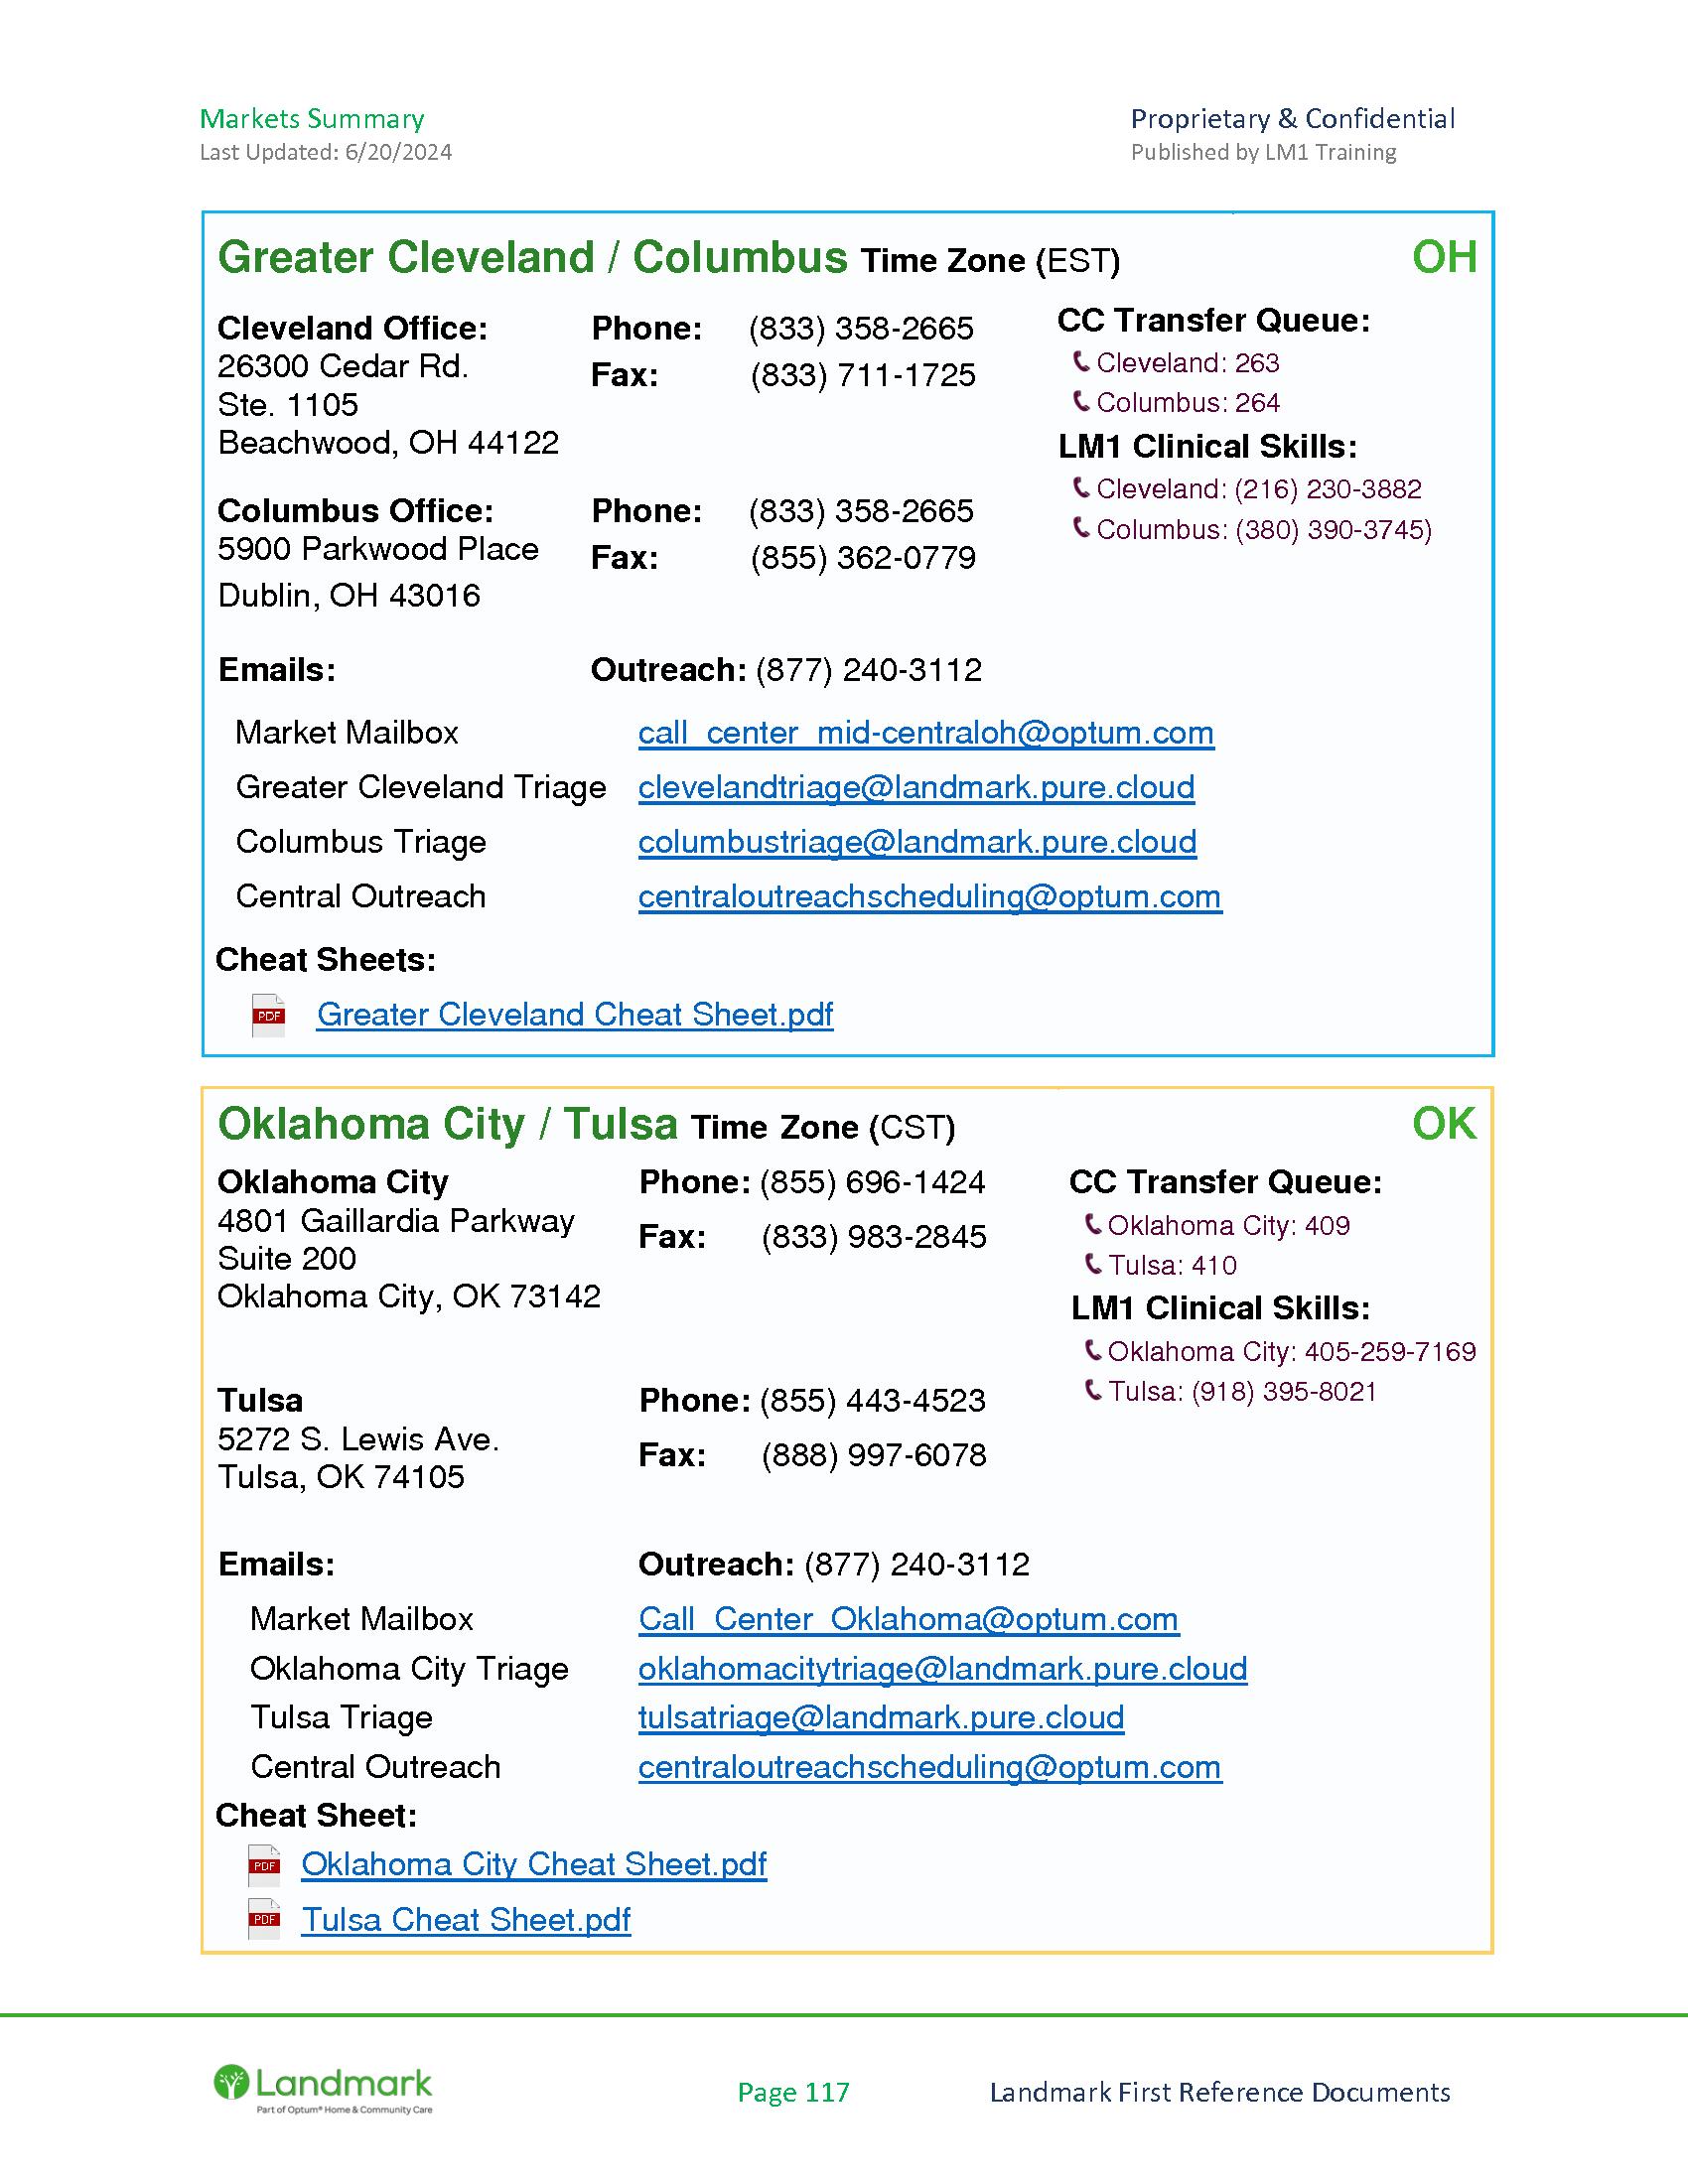 Markets Summary
Last Updated: 6/20/2024
Proprietary & Confidential
Published by LM1 Training
Greater Cleveland / Columbus Time Zone (EST)
OH
Cleveland Office:
26300 Cedar Rd.
Ste. 1105
Beachwood, OH 44122
Phone: (833) 358-2665
Fax: (833) 711-1725
CC Transfer Queue:
Cleveland: 263
Columbus: 264
LM1 Clinical Skills:
Cleveland: (216) 230-3882
Columbus: (380) 390-3745)
Columbus Office:
5900 Parkwood Place
Dublin, OH 43016
Phone: (833) 358-2665
Fax: (855) 362-0779
Emails:
Outreach: (877) 240-3112
Market Mailbox call_center_mid-centraloh@optum.com
Greater Cleveland Triage clevelandtriage@landmark.pure.cloud
Columbus Triage columbustriage@landmark.pure.cloud
Central Outreach centraloutreachscheduling@optum.com
Cheat Sheets:
PDF Greater Cleveland Cheat Sheet.pdf
Oklahoma City / Tulsa Time Zone (CST)
OK
Oklahoma City
4801 Gaillardia Parkway
Suite 200
Oklahoma City, OK 73142
Phone: (855) 696-1424
Fax: (833) 983-2845
CC Transfer Queue:
Oklahoma City: 409
Tulsa: 410
LM1 Clinical Skills:
Oklahoma City: 405-259-7169
Tulsa: (918) 395-8021
Tulsa
5272 S. Lewis Ave.
Tulsa, OK 74105
Phone: (855) 443-4523
Fax: (888) 997-6078
Emails:
Outreach: (877) 240-3112
Market Mailbox Call_Center_Oklahoma@optum.com
Oklahoma City Triage oklahomacitytriage@landmark.pure.cloud
Tulsa Triage tulsatriage@landmark.pure.cloud
Central Outreach centraloutreachscheduling@optum.com
Cheat Sheet:
PDF Oklahoma City Cheat Sheet.pdf
PDF Tulsa Cheat Sheet.pdf
Landmark
Part of Optum® Home & Community Care
Page 117
Landmark First Reference Documents